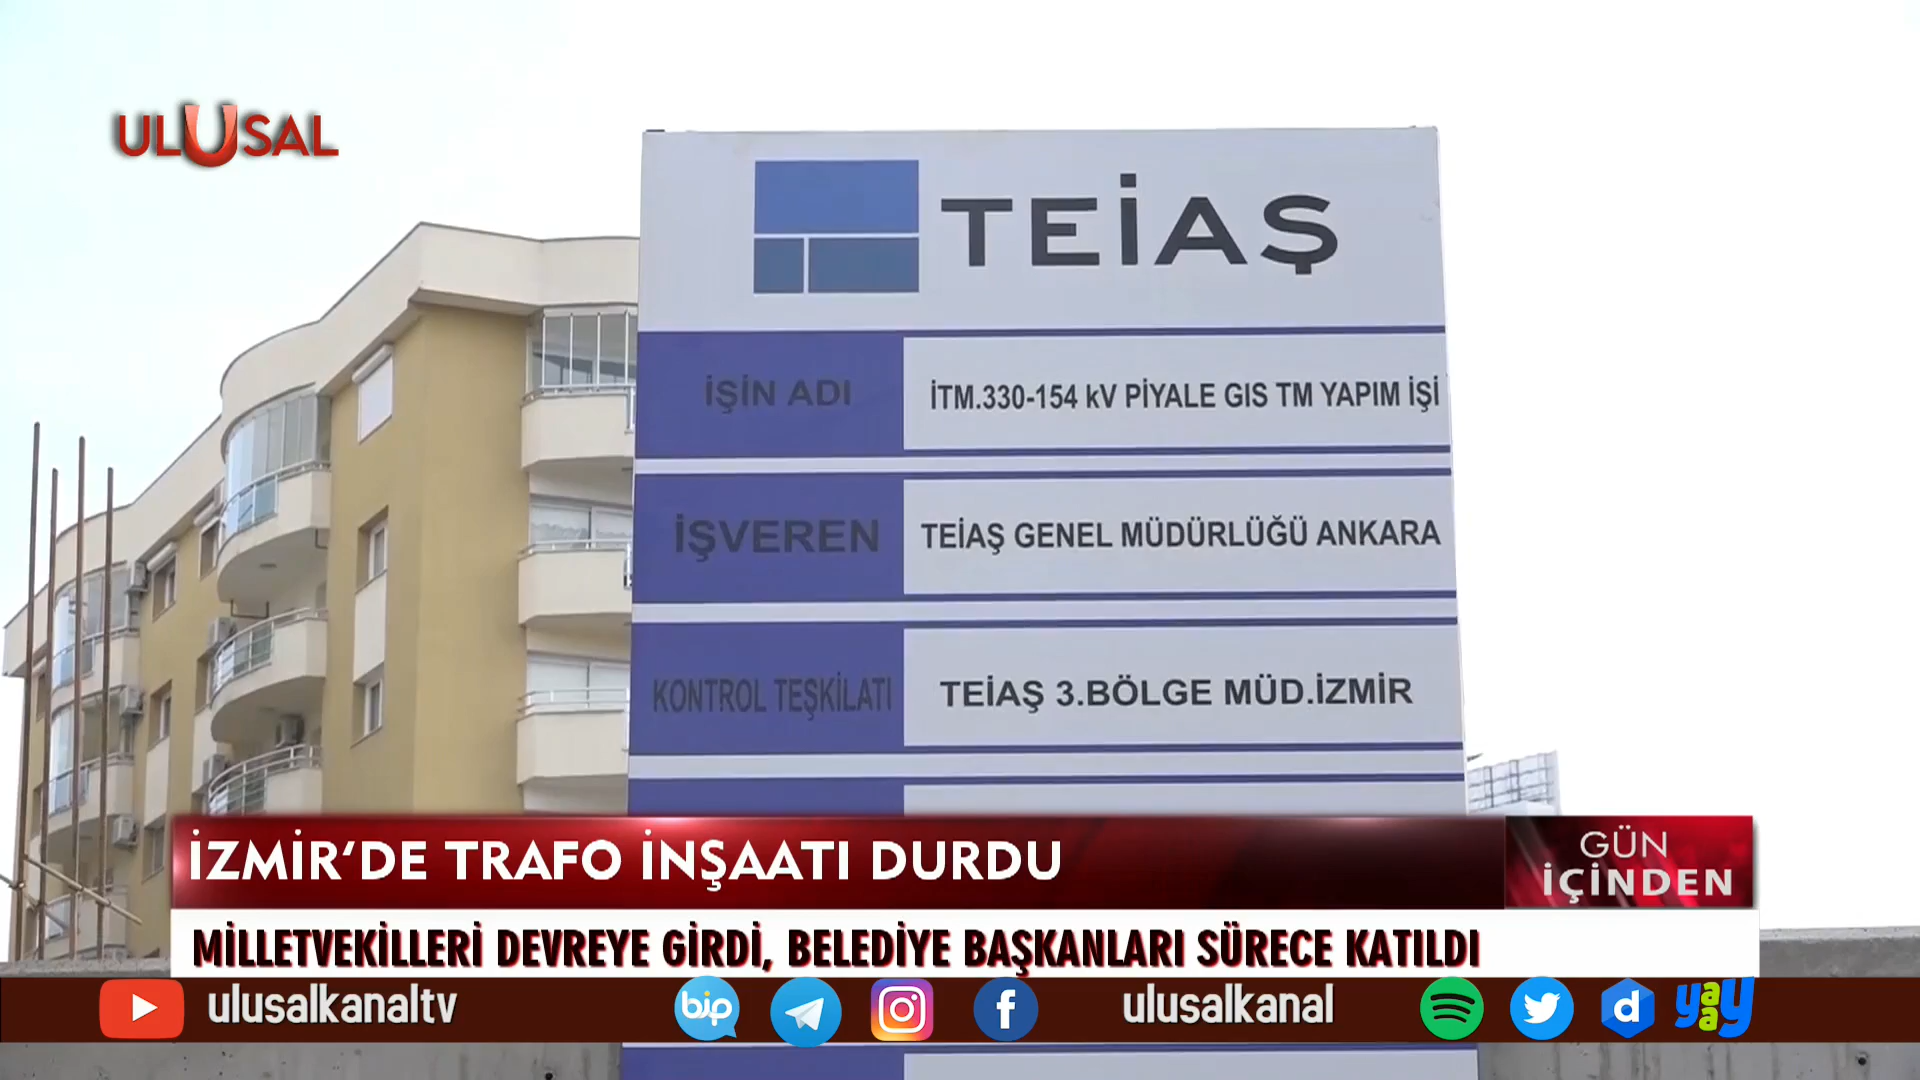 ULUSAL
TEİAŞ
İŞİN ADI
İTM.330-154 kV PİYALE GIS TM YAPIM İŞİ
İŞVEREN
TEİAŞ GENEL MÜDÜRLÜĞÜ ANKARA
KONTROL TEŞKİLATI
TEİAŞ 3.BÖLGE MÜD.İZMİR
İZMİR‘DE TRAFO İNŞAATI DURDU
GÜN
İÇİNDEN
MİLLETVEKİLLERİ DEVREYE GİRDİ, BELEDİYE BAŞKANLARI SÜRECE KATILDI
ulusalkanaltv
bip
ulusalkanal
d
yaay